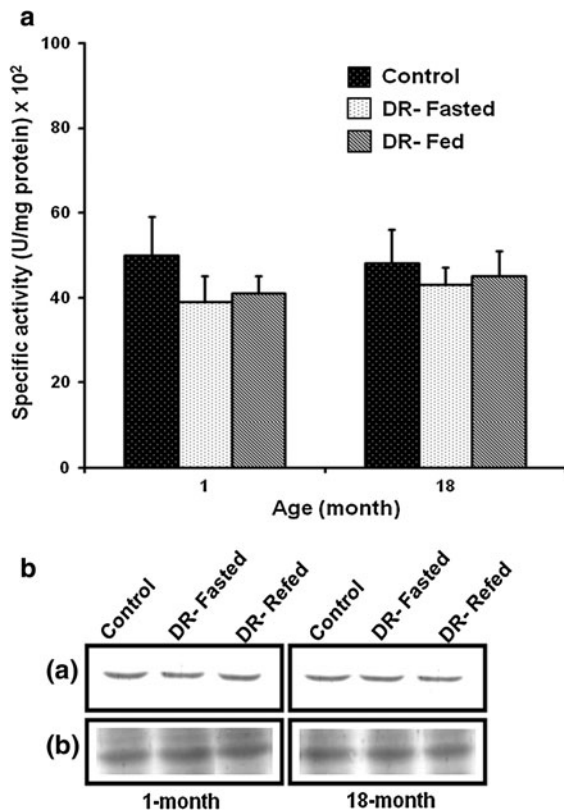 a
Specific activity (U/mg protein) x 10²
100
80
60
40
20
0
Control
DR- Fasted
DR- Fed
1
18
Age (month)
b
Control
DR- Fasted
DR- Refed
Control
DR- Fasted
DR- Refed
(a)
(b)
1-month
18-month